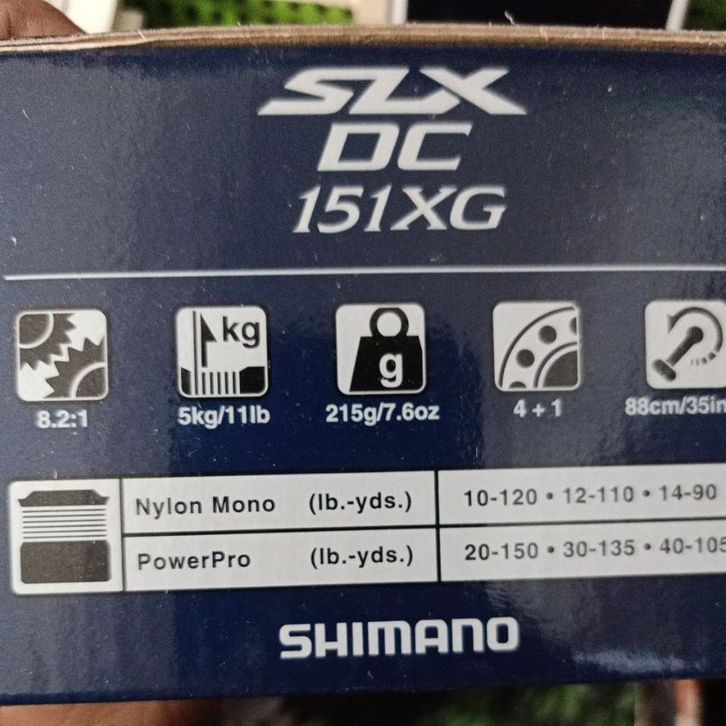 SLX
DC
151XG
kg
g
8.2:1 5kg/11lb 215g/7.6oz 4+1 88cm/35in
Nylon Mono (lb.-yds.) 10-120 • 12-110 • 14-90
PowerPro (lb.-yds.) 20-150 • 30-135 • 40-105
SHIMANO